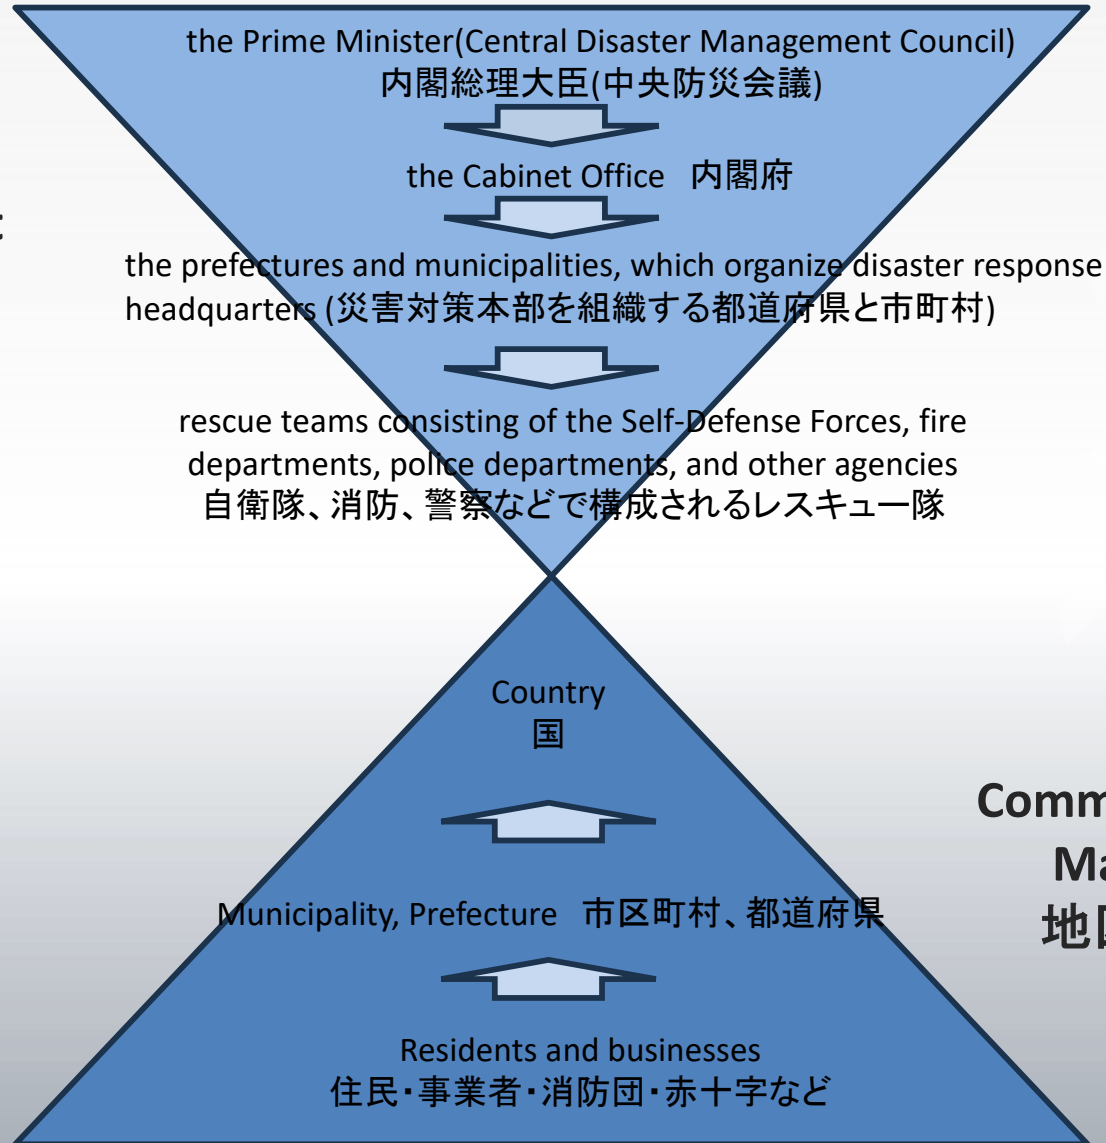 the Prime Minister(Central Disaster Management Council)
内閣総理大臣(中央防災会議)
the Cabinet Office 内閣府
the prefectures and municipalities, which organize disaster response
headquarters (災害対策本部を組織する都道府県と市町村)
rescue teams consisting of the Self-Defense Forces, fire
departments, police departments, and other agencies
自衛隊、消防、警察などで構成されるレスキュー隊
Country
国
Municipality, Prefecture 市区町村、都道府県
Residents and businesses
住民・事業者・消防団・赤十字など